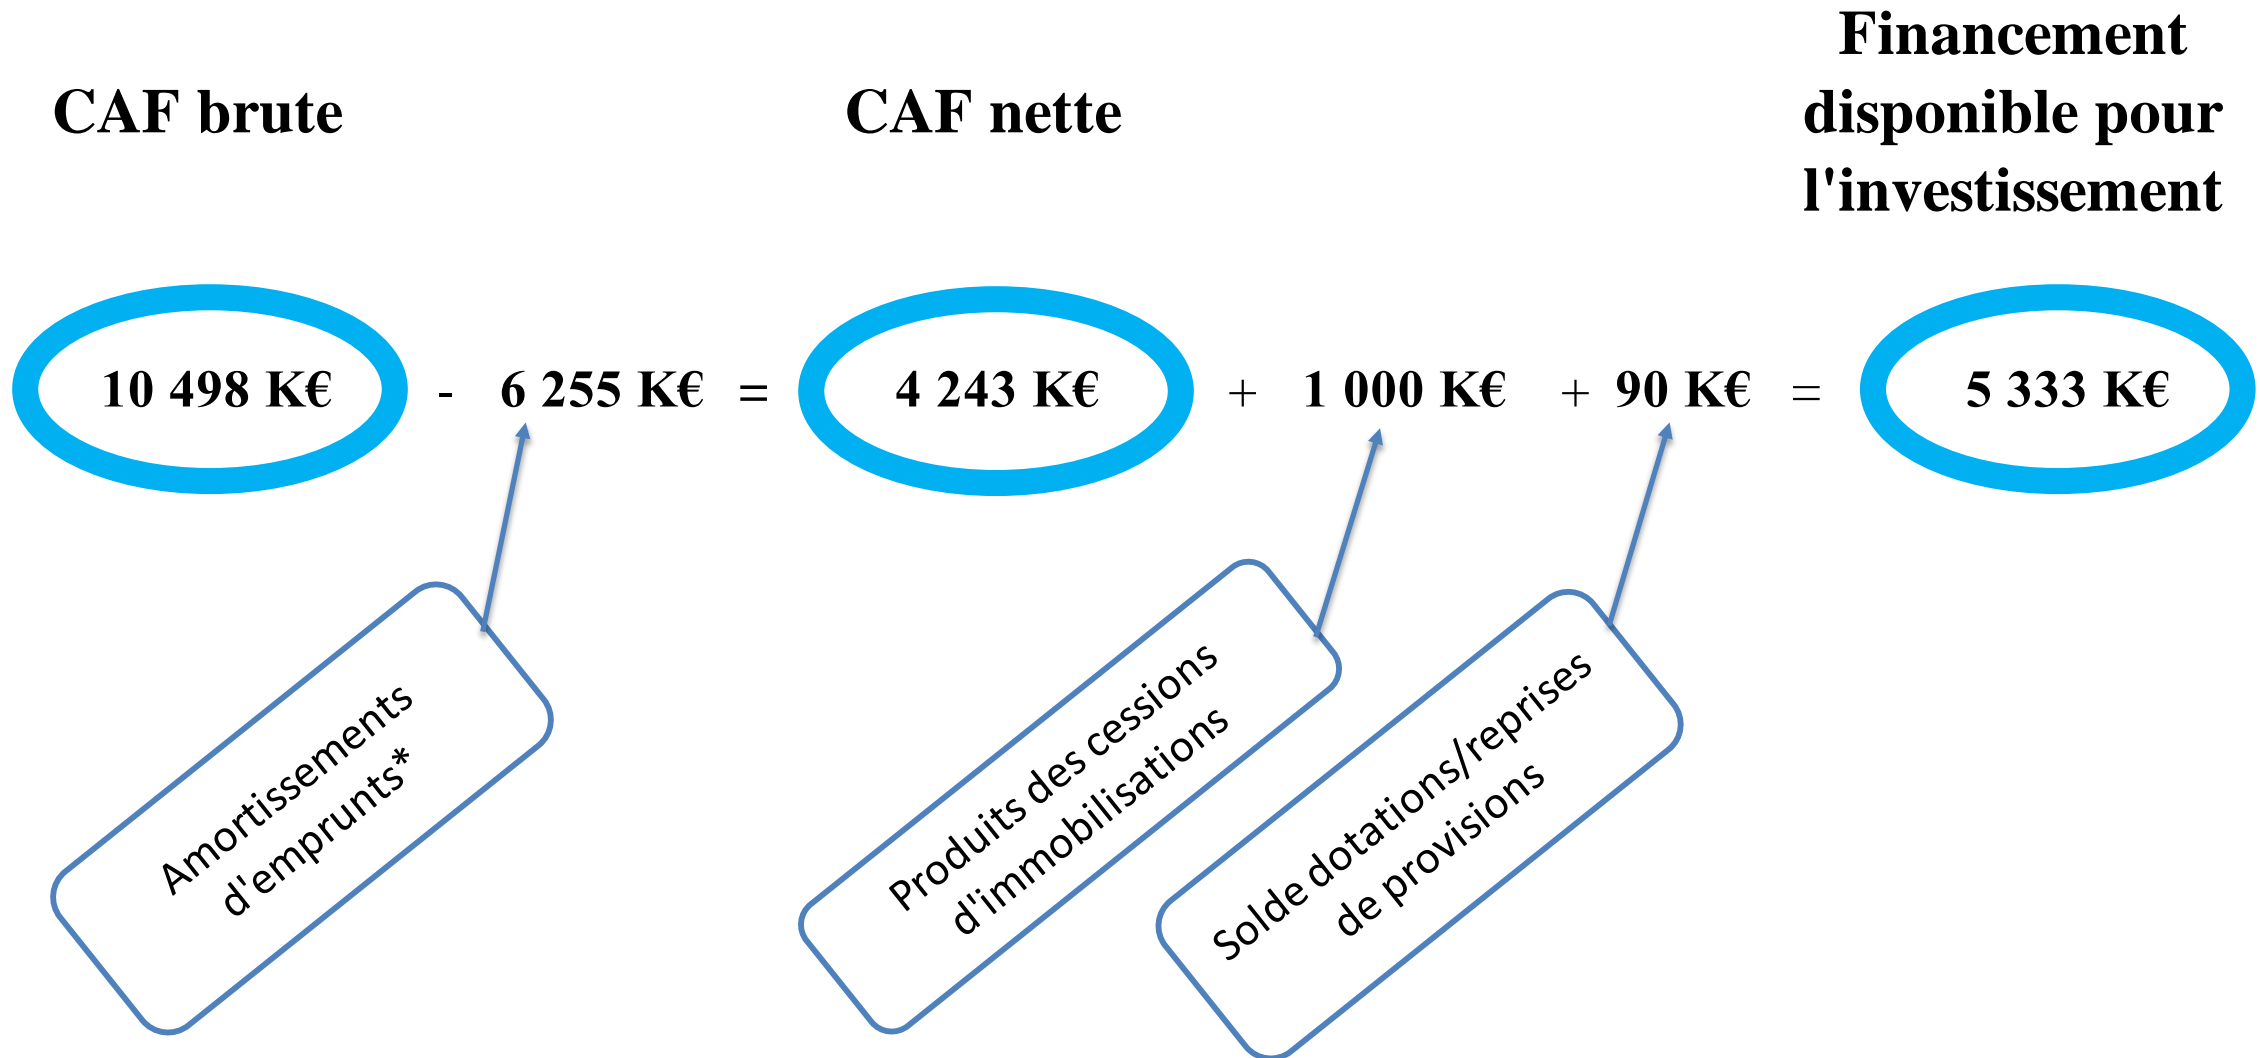 CAF brute
CAF nette
Financement
disponible pour
l'investissement
10 498 K€ - 6 255 K€ = 4 243 K€ + 1 000 K€ + 90 K€ = 5 333 K€
Amortissements
d'emprunts*
Produits des cessions
d'immobilisations
Solde dotations/reprises
de provisions